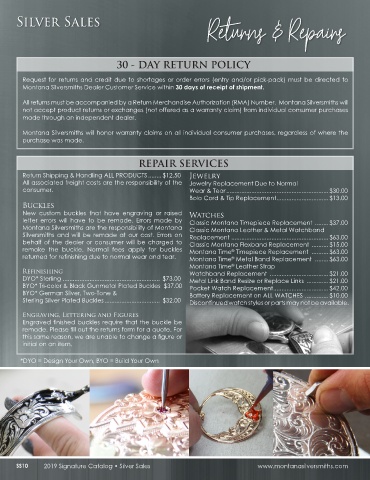 Silver Sales
Returns & Repairs
30 - DAY RETURN POLICY
Request for returns and credit due to shortages or order errors (entry and/or pick-pack) must be directed to
Montana Silversmiths Dealer Customer Service within 30 days of receipt of shipment.
All returns must be accompanied by a Return Merchandise Authorization (RMA) Number. Montana Silversmiths will
not accept product returns or exchanges (not offered as a warranty claim) from individual consumer purchases
made through an independent dealer.
Montana Silversmiths will honor warranty claims on all individual consumer purchases, regardless of where the
purchase was made.
REPAIR SERVICES
Return Shipping & Handling ALL PRODUCTS ........ $12.50
All associated freight costs are the responsibility of the
consumer.
Buckles
New custom buckles that have engraving or raised
letter errors will have to be remade. Errors made by
Montana Silversmiths are the responsibility of Montana
Silversmiths and will be remade at our cost. Errors on
behalf of the dealer or consumer will be charged to
remake the buckle. Normal fees apply for buckles
returned for refinishing due to normal wear and tear.
Refinishing
DYO* Sterling ........ $73.00
BYO* Tri-color & Black Gunmetal Plated Buckles $37.00
BYO* German Silver, Two-Tone &
Sterling Silver Plated Buckles ........ $32.00
Engraving, Lettering and Figures
Engraved finished buckles require that the buckle be
remade. Please fill out the returns form for a quote. For
this same reason, we are unable to change a figure or
initial on an item.
*DYO = Design Your Own, BYO = Build Your Own
Jewelry
Jewelry Replacement Due to Normal
Wear & Tear ........ $30.00
Bolo Cord & Tip Replacement ........ $13.00
Watches
Classic Montana Timepiece Replacement ........ $37.00
Classic Montana Leather & Metal Watchband
Replacement ........ $63.00
Classic Montana Flexband Replacement ........ $15.00
Montana Time® Timepiece Replacement ........ $63.00
Montana Time® Metal Band Replacement ........ $63.00
Montana Time® Leather Strap
Watchband Replacement ........ $21.00
Metal Link Band Resize or Replace Links ........ $21.00
Pocket Watch Replacement ........ $42.00
Battery Replacement on ALL WATCHES ........ $10.00
Discontinued watch styles or parts may not be available.
SS10 2019 Signature Catalog • Silver Sales www.montanasilversmiths.com